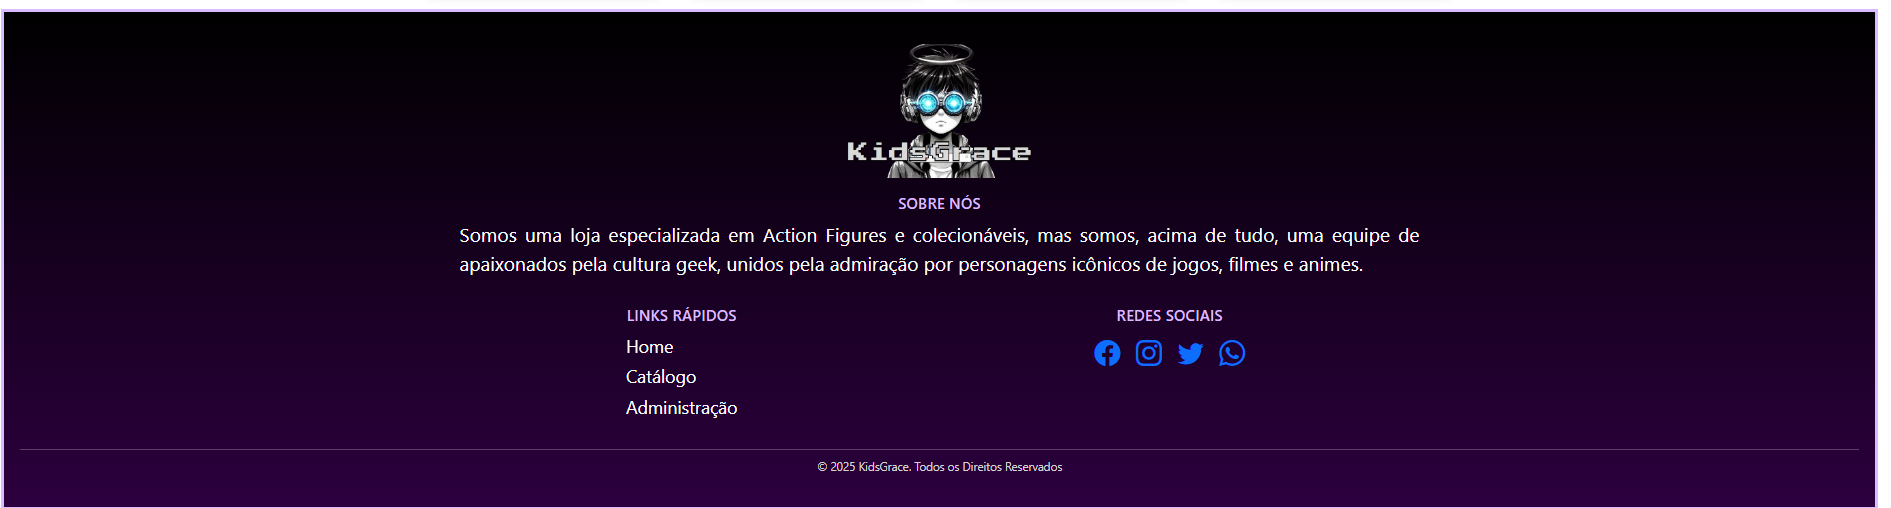 KidsGrace
SOBRE NÓS
Somos uma loja especializada em Action Figures e colecionáveis, mas somos, acima de tudo, uma equipe de
apaixonados pela cultura geek, unidos pela admiração por personagens icônicos de jogos, filmes e animes.
LINKS RÁPIDOS
Home
Catálogo
Administração
REDES SOCIAIS
© 2025 KidsGrace. Todos os Direitos Reservados